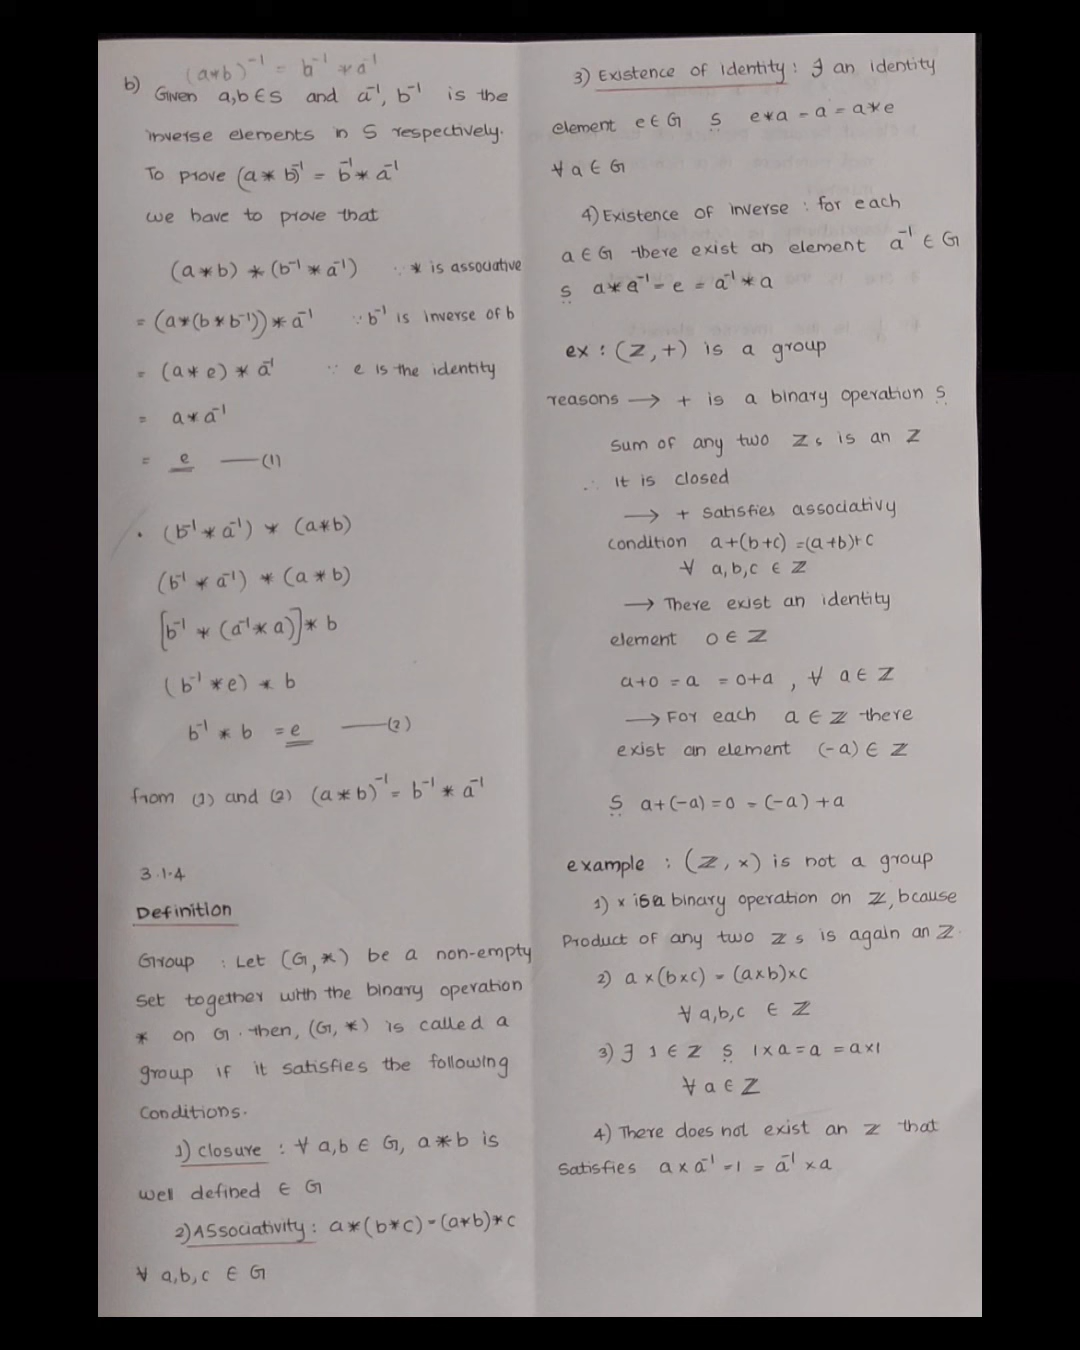 (a*b)⁻¹ = b⁻¹ * a⁻¹
b) Given a,b ∈ S and a⁻¹, b⁻¹ is the
inverse elements in S respectively.
To prove (a * b)⁻¹ = b⁻¹ * a⁻¹
we have to prove that
(a * b) * (b⁻¹ * a⁻¹) ∵ * is associative
= (a*(b * b⁻¹)) * a⁻¹ ∵ b⁻¹ is inverse of b
= (a * e) * a⁻¹ ∵ e is the identity
= a * a⁻¹
= e —(1)
• (b⁻¹ * a⁻¹) * (a*b)
(b⁻¹ * a⁻¹) * (a * b)
[b⁻¹ * (a⁻¹ * a)] * b
(b⁻¹ * e) * b
b⁻¹ * b = e —(2)
from (1) and (2) (a * b)⁻¹ = b⁻¹ * a⁻¹
3.1.4
Definition
Group : Let (G, *) be a non-empty
set together with the binary operation
* on G. then, (G, *) is called a
group if it satisfies the following
Conditions.
1) closure : ∀ a,b ∈ G, a * b is
well defined ∈ G
2) ASsociativity : a * (b * c) = (a * b) * c
∀ a,b,c ∈ G
3) Existence of identity : ∃ an identity
element e ∈ G S e * a = a = a * e
∀ a ∈ G
4) Existence of inverse : for each
a ∈ G there exist an element a⁻¹ ∈ G
S a * a⁻¹ = e = a⁻¹ * a
ex : (Z, +) is a group
reasons → + is a binary operation S
sum of any two Zs is an Z
∴ It is closed
→ + satisfies associativy
condition a+(b+c) = (a+b)+c
∀ a,b,c ∈ Z
→ There exist an identity
element 0 ∈ Z
a+0 = a = 0+a , ∀ a ∈ Z
→ For each a ∈ Z there
exist an element (-a) ∈ Z
S a+(-a) = 0 = (-a) + a
example : (Z, ×) is not a group
1) × is a binary operation on Z, bcause
Product of any two Zs is again an Z.
2) a × (b×c) = (a×b)×c
∀ a,b,c ∈ Z
3) ∃ 1 ∈ Z S 1×a = a = a×1
∀ a ∈ Z
4) There does not exist an Z that
satisfies a × a⁻¹ = 1 = a⁻¹ × a